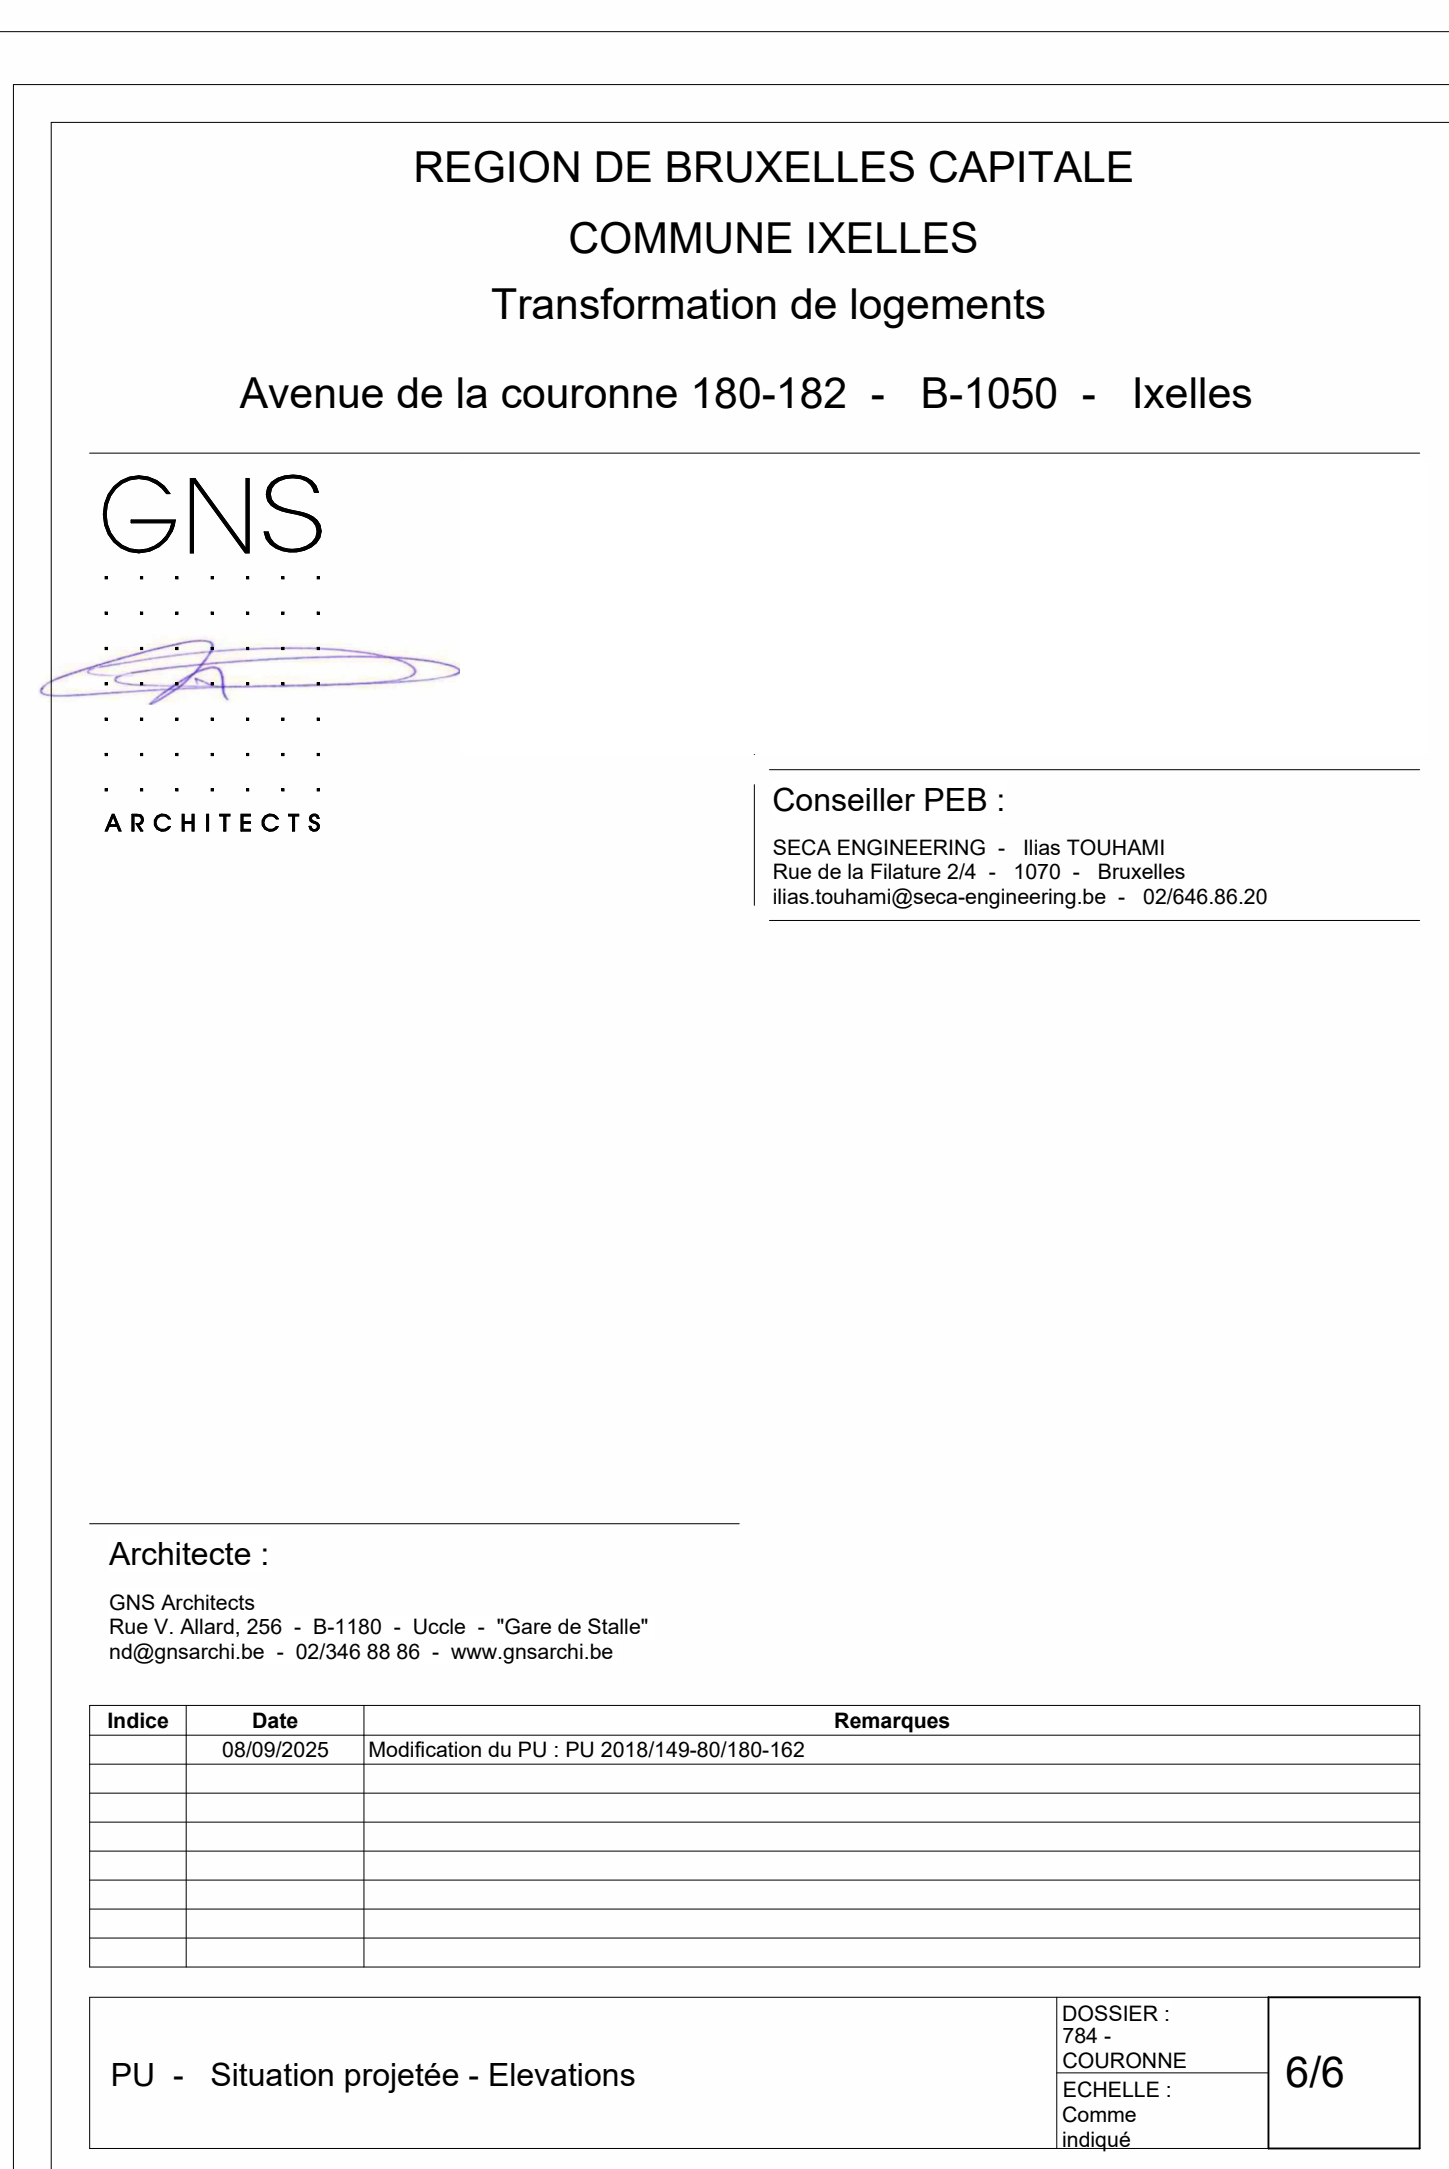 REGION DE BRUXELLES CAPITALE
COMMUNE IXELLES
Transformation de logements
Avenue de la couronne 180-182 - B-1050 - Ixelles
GNS
ARCHITECTS
Conseiller PEB :
SECA ENGINEERING - Ilias TOUHAMI
Rue de la Filature 2/4 - 1070 - Bruxelles
ilias.touhami@seca-engineering.be - 02/646.86.20
Architecte :
GNS Architects
Rue V. Allard, 256 - B-1180 - Uccle - "Gare de Stalle"
nd@gnsarchi.be - 02/346 88 86 - www.gnsarchi.be
Indice Date Remarques
08/09/2025 Modification du PU : PU 2018/149-80/180-162
PU - Situation projetée - Elevations
DOSSIER :
784 -
COURONNE
ECHELLE :
Comme
indiqué
6/6